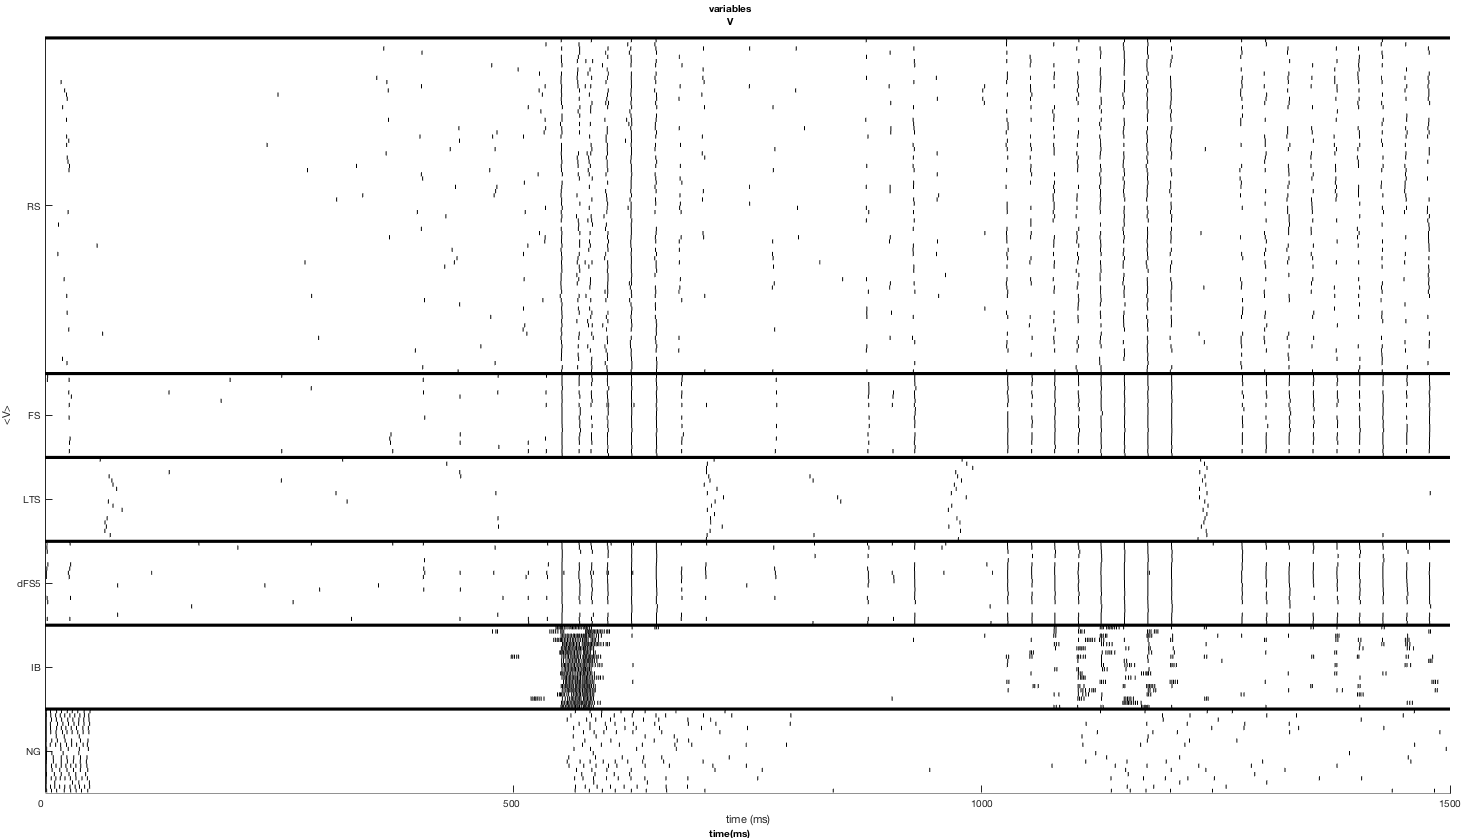 variables
V
RS
FS
<V>
LTS
dFS5
IB
NG
0 500 1000 1500
time (ms)
time(ms)